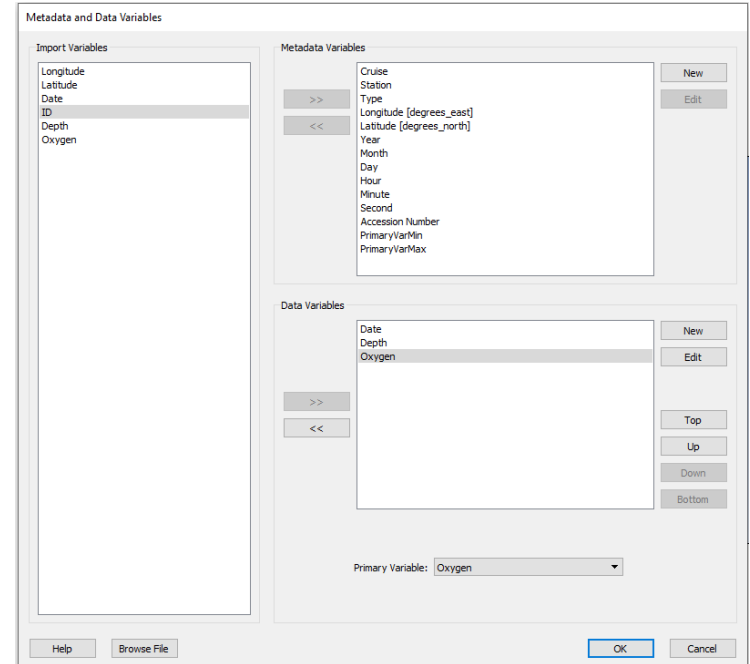 Metadata and Data Variables
Import Variables
Longitude
Latitude
Date
ID
Depth
Oxygen
Metadata Variables
>>
<<
Cruise
Station
Type
Longitude [degrees_east]
Latitude [degrees_north]
Year
Month
Day
Hour
Minute
Second
Accession Number
PrimaryVarMin
PrimaryVarMax
New
Edit
Data Variables
>>
<<
Date
Depth
Oxygen
New
Edit
Top
Up
Down
Bottom
Primary Variable: Oxygen
Help Browse File OK Cancel